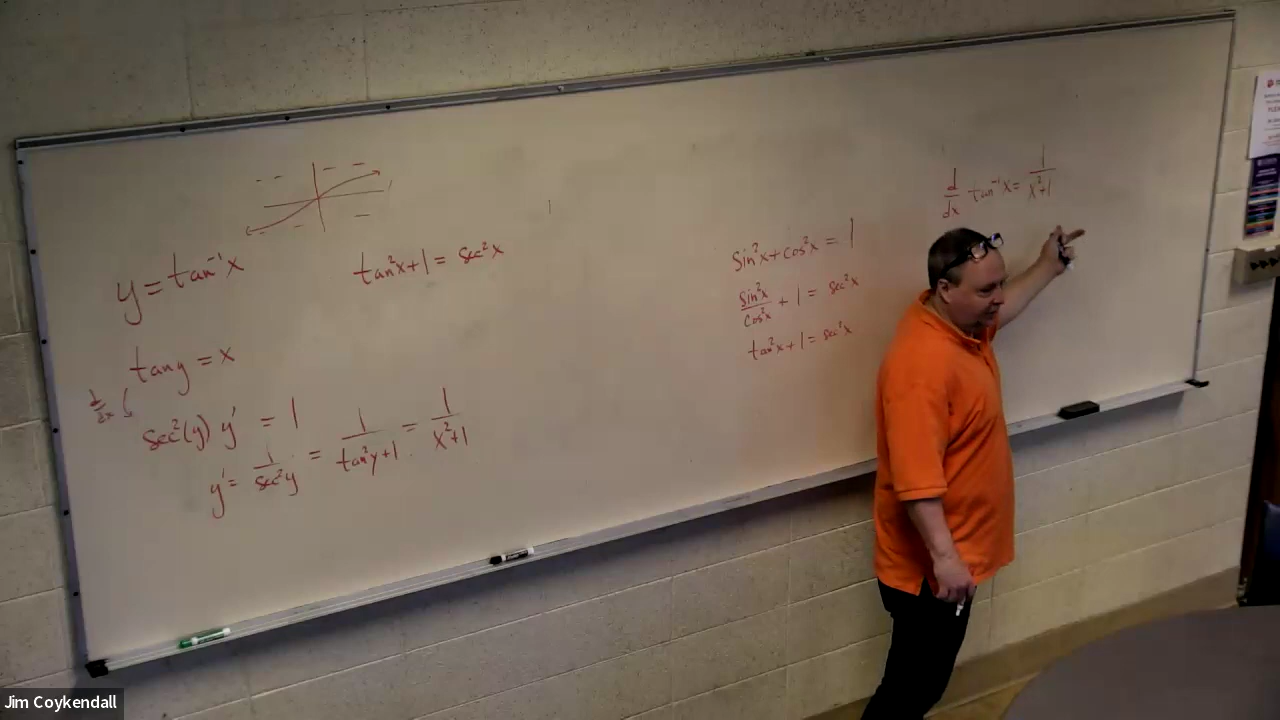 y = tan⁻¹x
tan²x+1 = sec²x
tan y = x
d/dx
sec²(y) y' = 1
y' = 1/sec²y = 1/tan²y+1 = 1/x²+1
sin²x+cos²x = 1
sin²x/cos²x + 1 = sec²x
tan²x+1 = sec²x
d/dx tan⁻¹x = 1/x²+1
Jim Coykendall